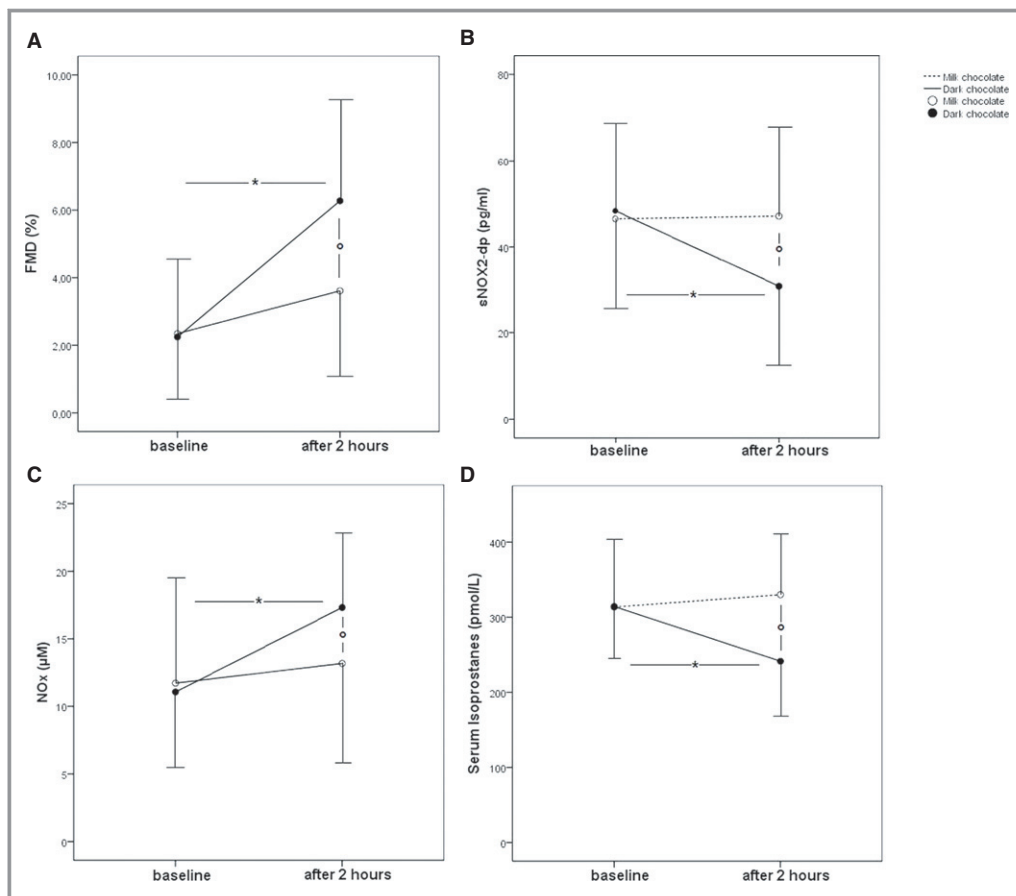 A
10,00
8,00
6,00
4,00
2,00
0,00
FMD (%)
*
baseline
after 2 hours
B
80
60
40
20
0
sNOX2-dp (pg/ml)
*
baseline
after 2 hours
Milk chocolate
Dark chocolate
Milk chocolate
Dark chocolate
C
25
20
15
10
5
0
NOx (µM)
*
baseline
after 2 hours
D
400
300
200
100
0
Serum Isoprostanes (pmol/L)
*
baseline
after 2 hours